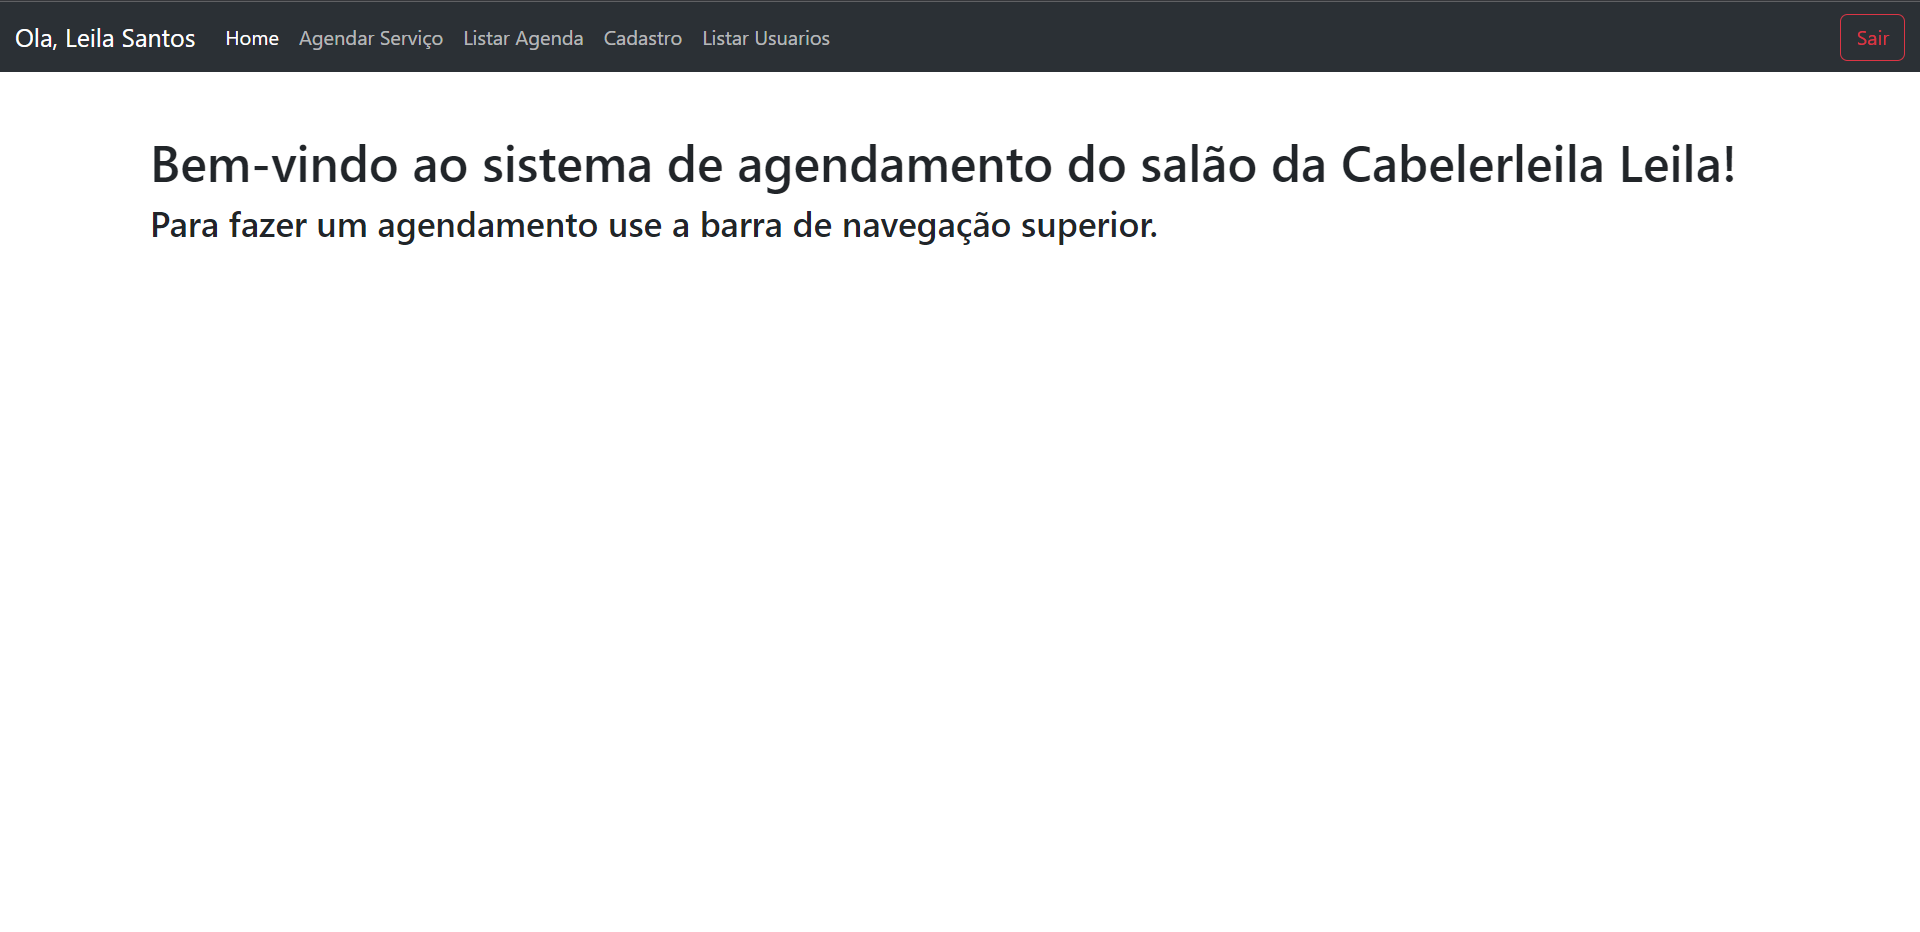 Ola, Leila Santos Home Agendar Serviço Listar Agenda Cadastro Listar Usuarios Sair
Bem-vindo ao sistema de agendamento do salão da Cabelerleila Leila!
Para fazer um agendamento use a barra de navegação superior.